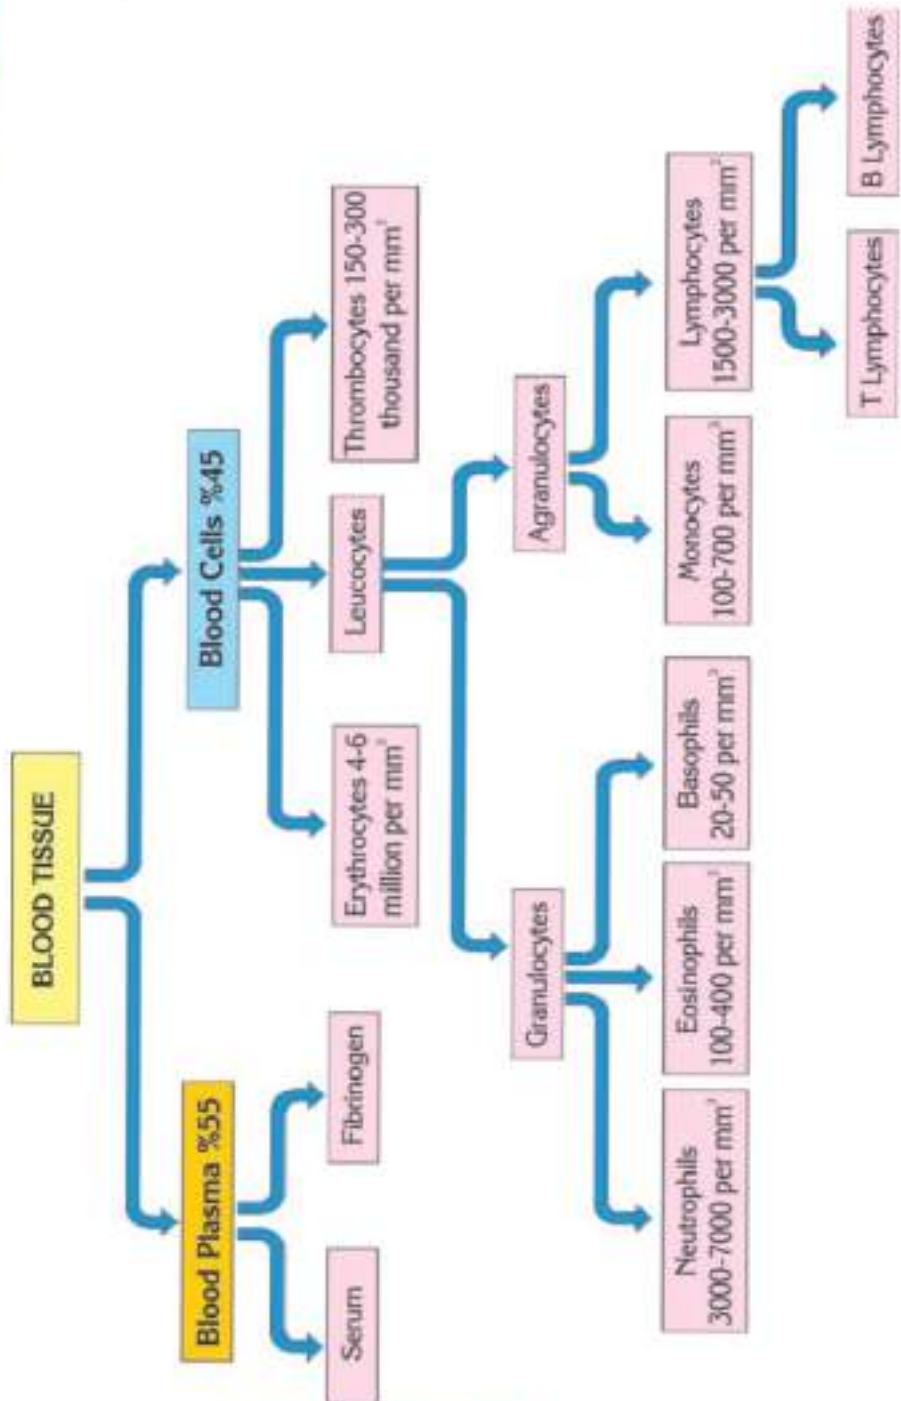 BLOOD TISSUE
Blood Plasma %55
Blood Cells %45
Serum
Fibrinogen
Erythrocytes 4-6
million per mm³
Leucocytes
Thrombocytes 150-300
thousand per mm³
Granulocytes
Agranulocytes
Neutrophils
3000-7000 per mm³
Eosinophils
100-400 per mm³
Basophils
20-50 per mm³
Monocytes
100-700 per mm³
Lymphocytes
1500-3000 per mm³
T Lymphocytes
B Lymphocytes